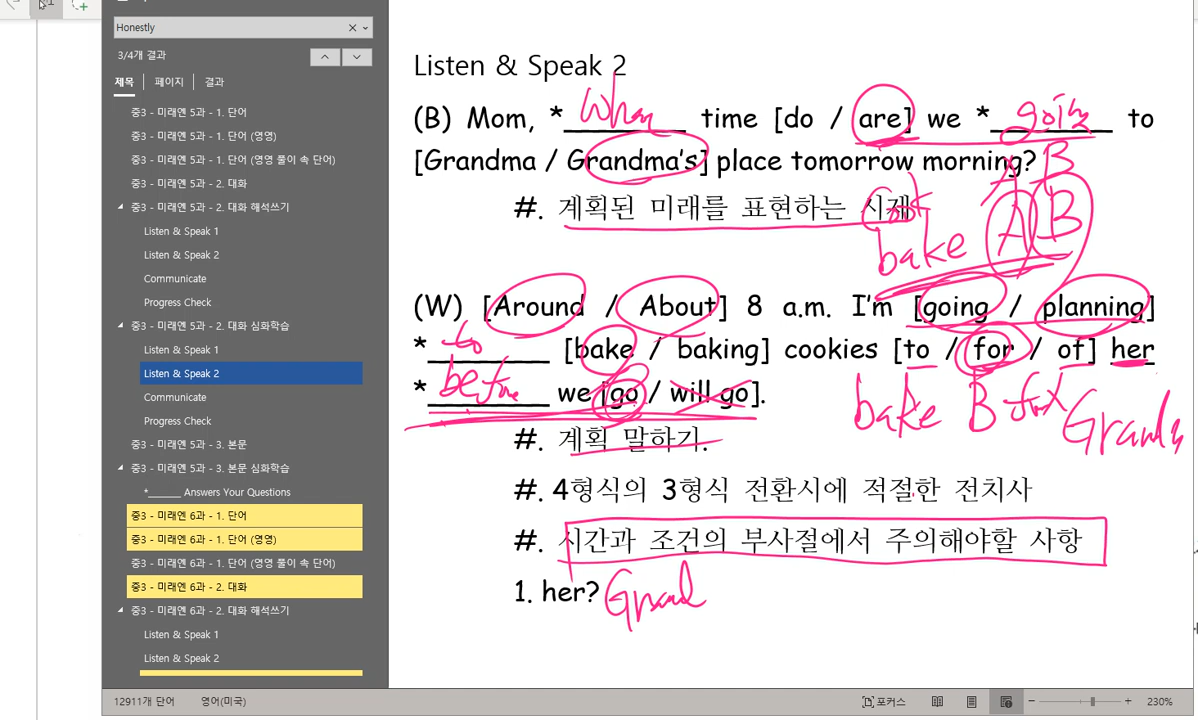 Honestly
3/4개 결과
제목 페이지 결과
중3 - 미래엔 5과 - 1. 단어
중3 - 미래엔 5과 - 1. 단어 (영영)
중3 - 미래엔 5과 - 1. 단어 (영영 풀이 속 단어)
중3 - 미래엔 5과 - 2. 대화
중3 - 미래엔 5과 - 2. 대화 해석쓰기
Listen & Speak 1
Listen & Speak 2
Communicate
Progress Check
중3 - 미래엔 5과 - 2. 대화 심화학습
Listen & Speak 1
Listen & Speak 2
Communicate
Progress Check
중3 - 미래엔 5과 - 3. 본문
중3 - 미래엔 5과 - 3. 본문 심화학습
*______ Answers Your Questions
중3 - 미래엔 6과 - 1. 단어
중3 - 미래엔 6과 - 1. 단어 (영영)
중3 - 미래엔 6과 - 1. 단어 (영영 풀이 속 단어)
중3 - 미래엔 6과 - 2. 대화
중3 - 미래엔 6과 - 2. 대화 해석쓰기
Listen & Speak 1
Listen & Speak 2
12911개 단어 영어(미국)
포커스 230%
Listen & Speak 2
(B) Mom, * ________ time [do / are] we * going to
[Grandma / Grandma's] place tomorrow morning?
A B
#. 계획된 미래를 표현하는 시제
bake A B
(W) [Around / About] 8 a.m. I'm [going / planning]
* to [bake / baking] cookies [to / for / of] her
* before we [go / will go].
bake B for
#. 계획 말하기.
#. 4형식의 3형식 전환시에 적절한 전치사
#. 시간과 조건의 부사절에서 주의해야할 사항
1. her?